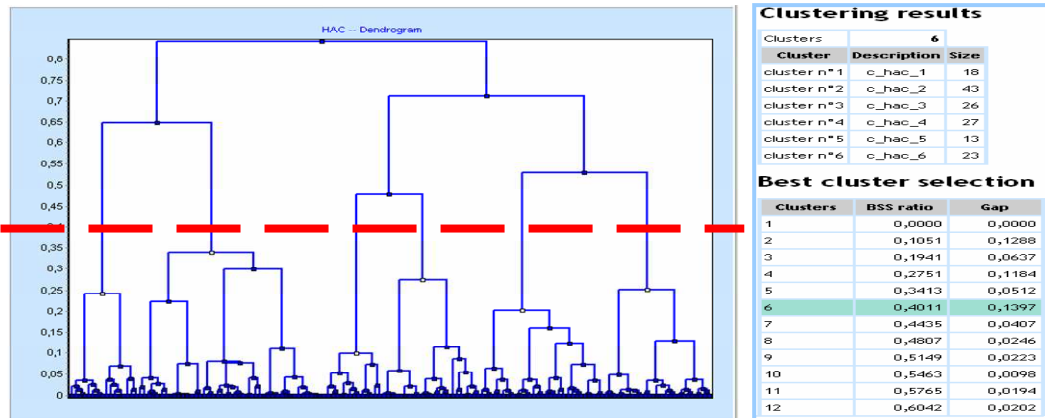 HAC -- Dendrogram
0,8
0,75
0,7
0,65
0,6
0,55
0,5
0,45
0,35
0,3
0,25
0,2
0,15
0,1
0,05
0
Clustering results
Clusters 6
Cluster Description Size
cluster n°1 c_hac_1 18
cluster n°2 c_hac_2 43
cluster n°3 c_hac_3 26
cluster n°4 c_hac_4 27
cluster n°5 c_hac_5 13
cluster n°6 c_hac_6 23
Best cluster selection
Clusters BSS ratio Gap
1 0,0000 0,0000
2 0,1051 0,1288
3 0,1941 0,0637
4 0,2751 0,1184
5 0,3413 0,0512
6 0,4011 0,1397
7 0,4435 0,0407
8 0,4807 0,0246
9 0,5149 0,0223
10 0,5463 0,0098
11 0,5765 0,0194
12 0,6042 0,0202